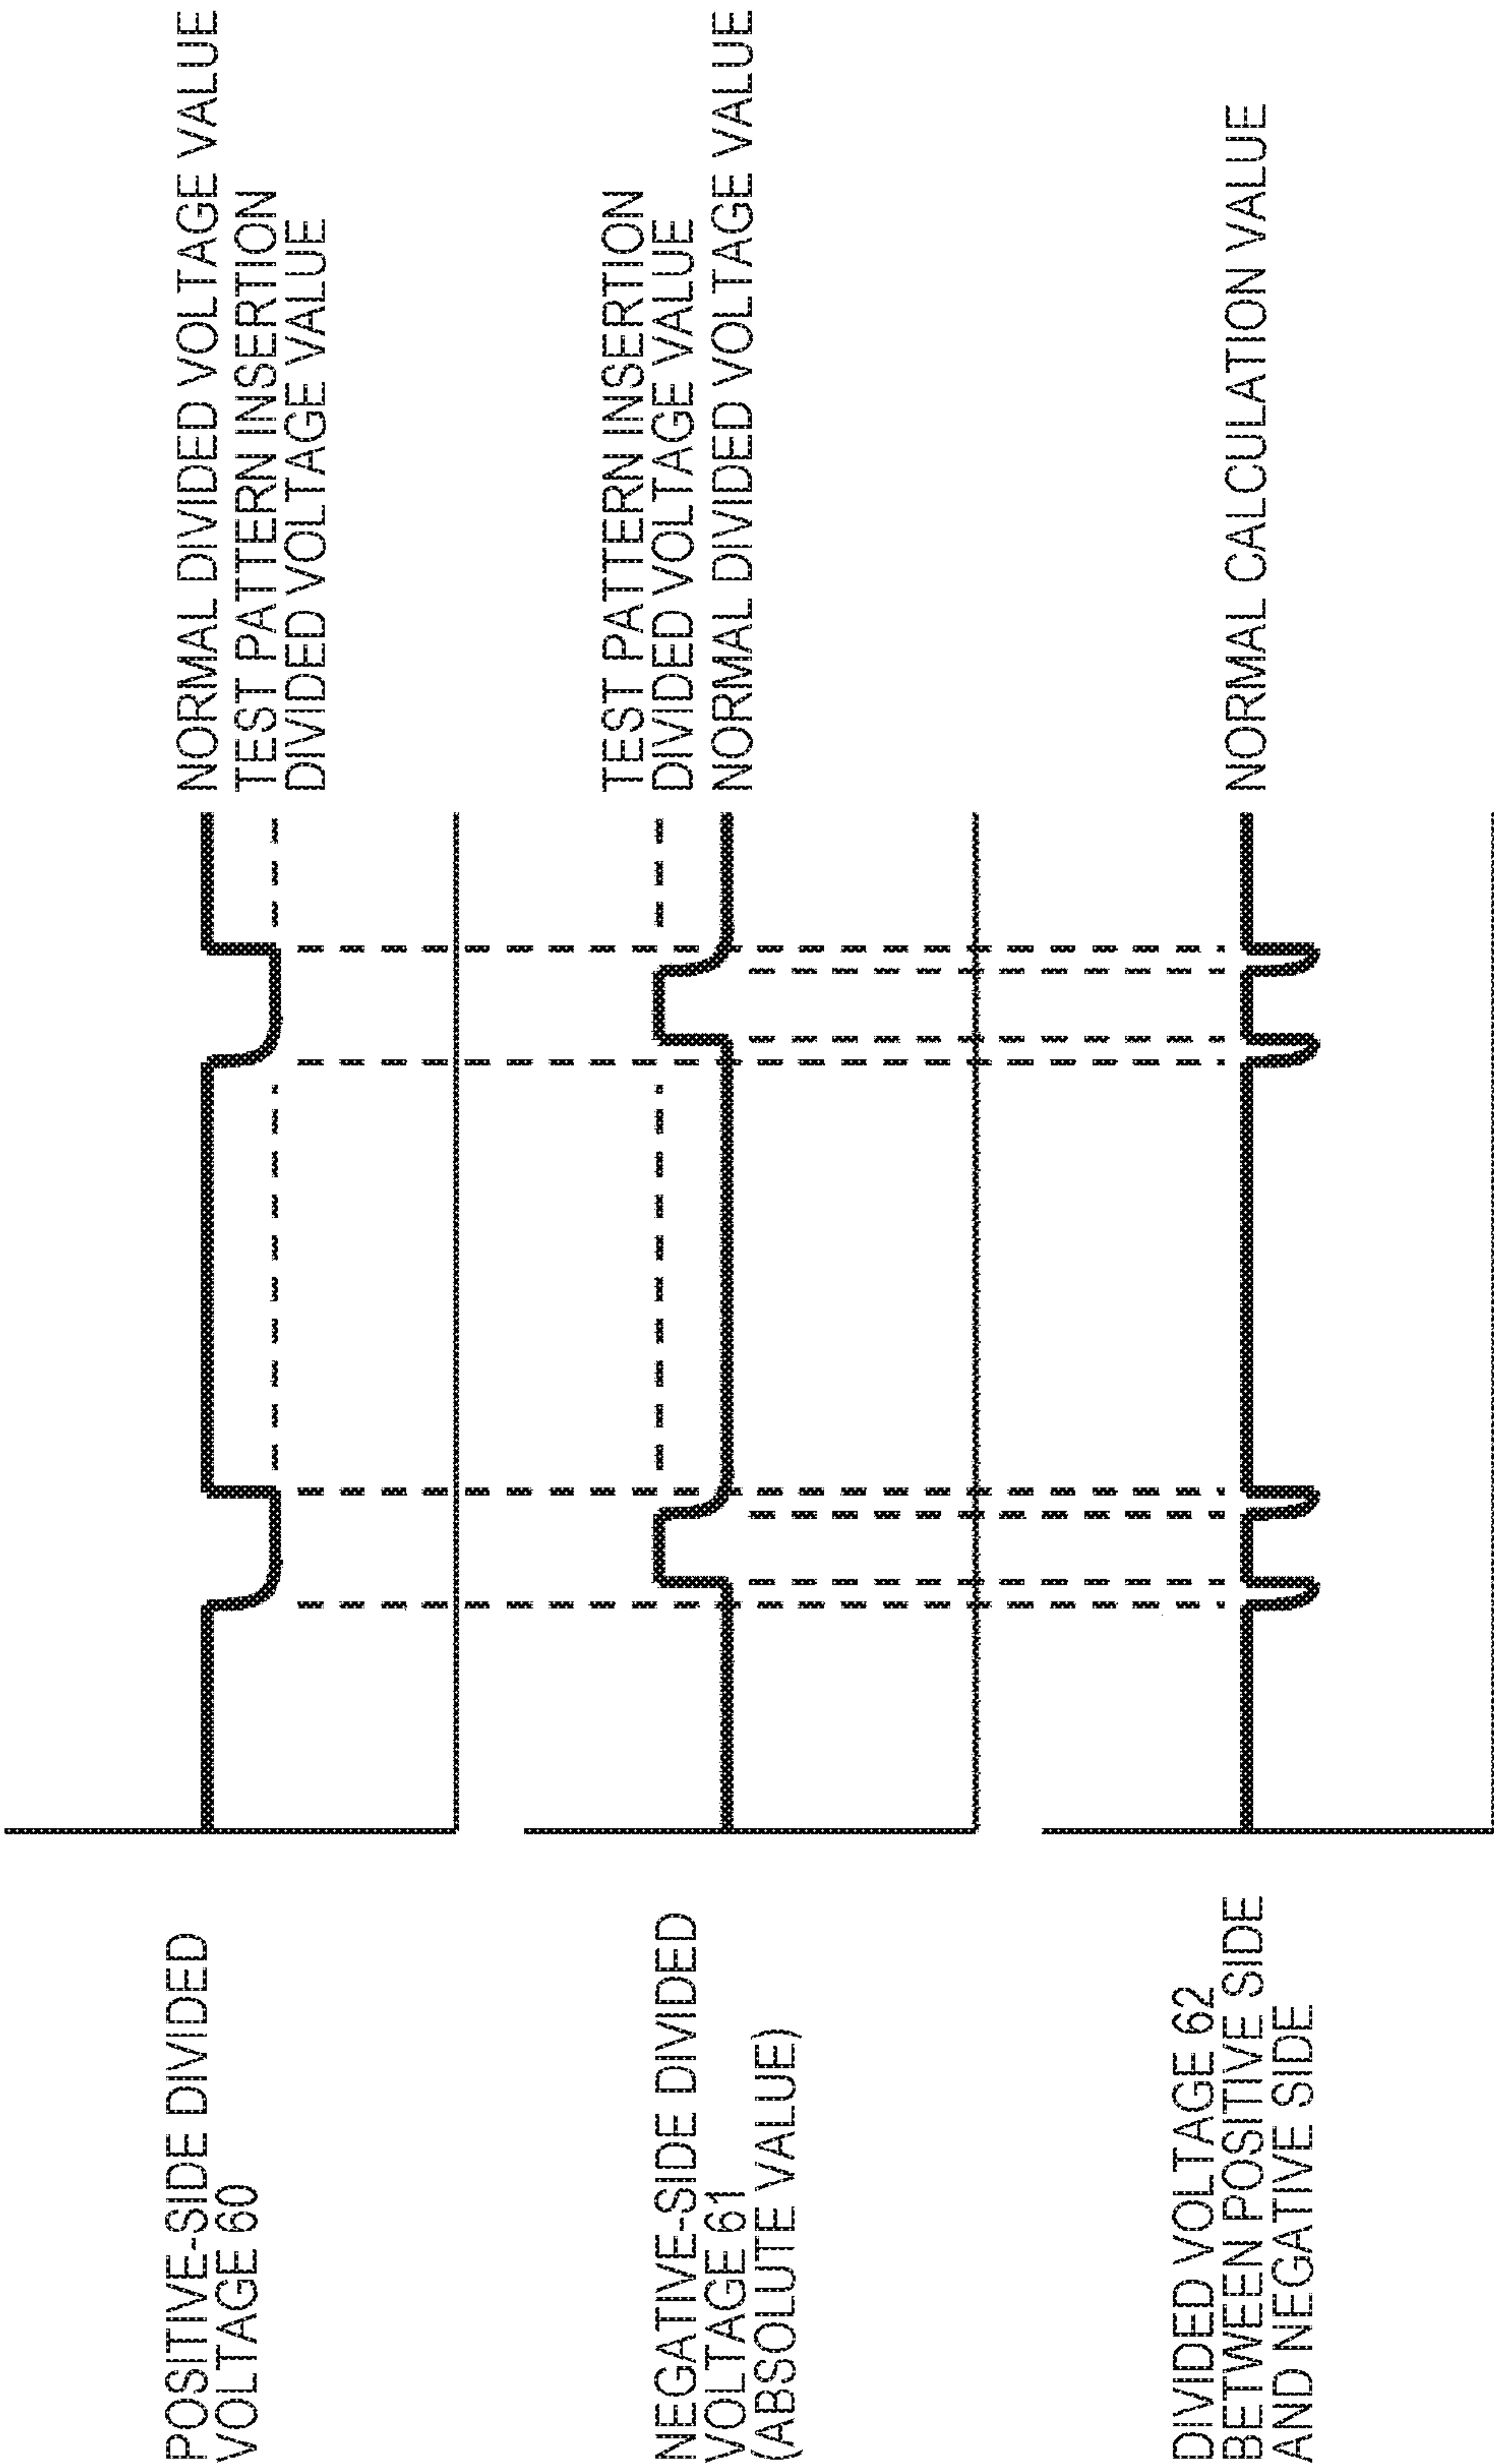 POSITIVE-SIDE DIVIDED
VOLTAGE 60
NORMAL DIVIDED VOLTAGE VALUE
TEST PATTERN INSERTION
DIVIDED VOLTAGE VALUE
NEGATIVE-SIDE DIVIDED
VOLTAGE 61
(ABSOLUTE VALUE)
TEST PATTERN INSERTION
DIVIDED VOLTAGE VALUE
NORMAL DIVIDED VOLTAGE VALUE
DIVIDED VOLTAGE 62
BETWEEN POSITIVE SIDE
AND NEGATIVE SIDE
NORMAL CALCULATION VALUE